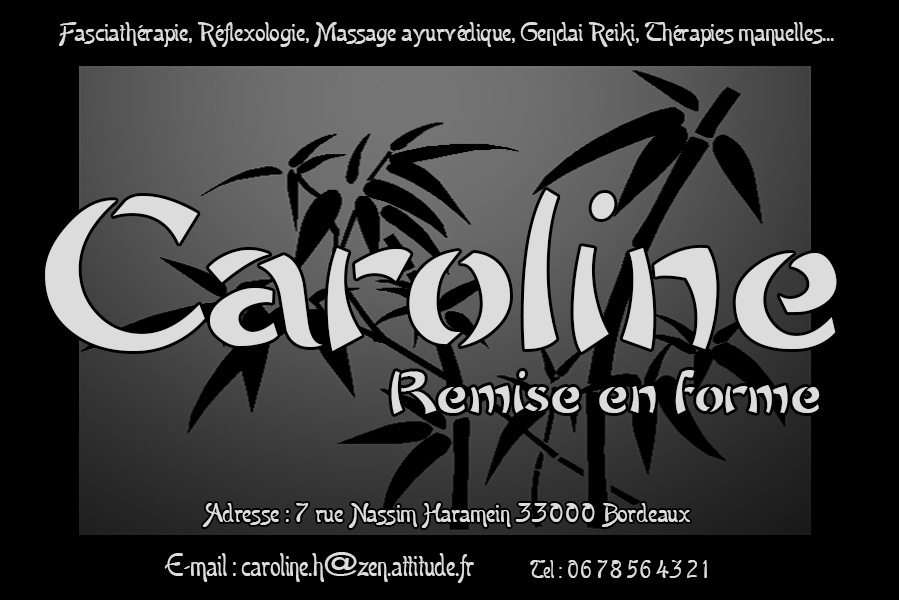 Fasciathérapie, Réflexologie, Massage ayurvédique, Gendai Reiki, Thérapies manuelles...
Caroline
Remise en forme
Adresse : 7 rue Nassim Haramein 33000 Bordeaux
E-mail : caroline.h@zen.attitude.fr Tel : 06 78 56 43 21